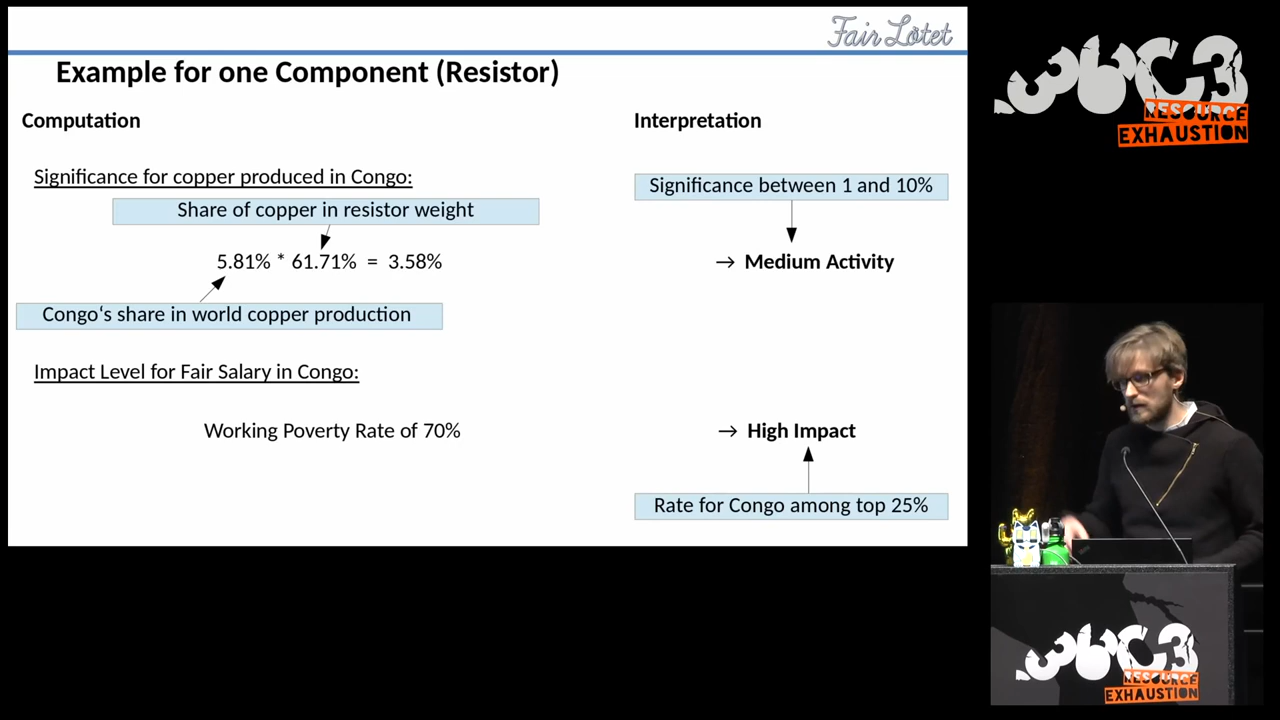 Fair Lötet
Example for one Component (Resistor)
Computation
Interpretation
Significance for copper produced in Congo:
Share of copper in resistor weight
5.81% * 61.71% = 3.58%
Congo‘s share in world copper production
Significance between 1 and 10%
→ Medium Activity
Impact Level for Fair Salary in Congo:
Working Poverty Rate of 70%
→ High Impact
Rate for Congo among top 25%
36C3
RESOURCE
EXHAUSTION
36C3
RESOURCE
EXHAUSTION